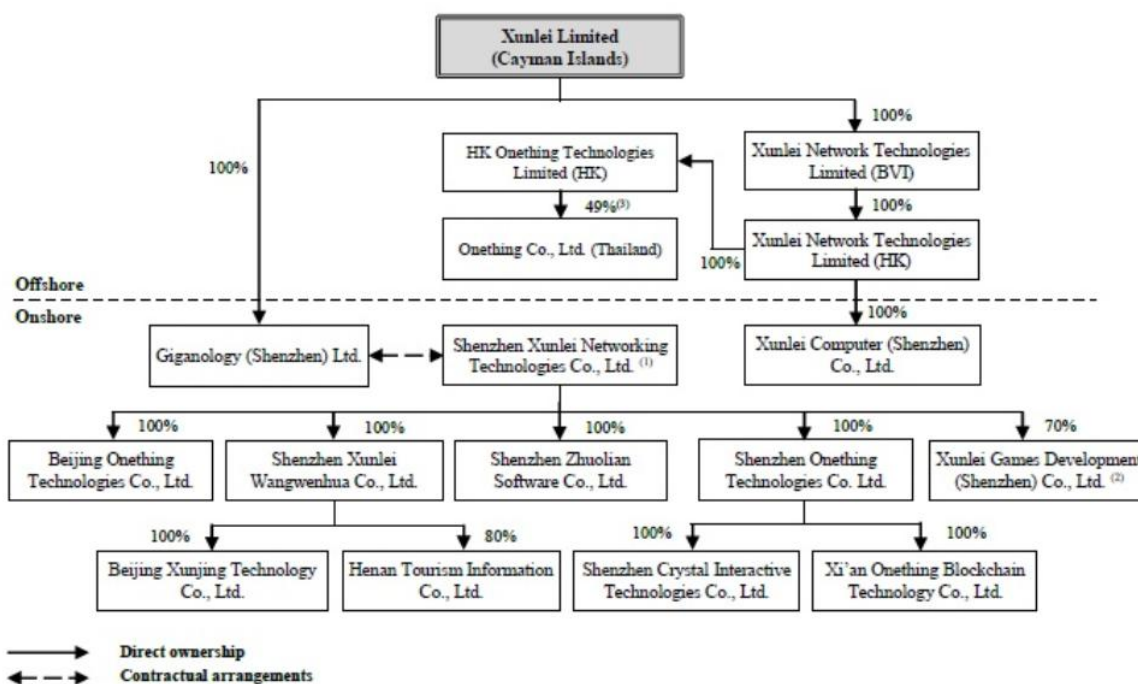 Xunlei Limited
(Cayman Islands)
100%
100%
HK Onething Technologies
Limited (HK)
Xunlei Network Technologies
Limited (BVI)
49%(3)
100%
Onething Co., Ltd. (Thailand)
100%
Xunlei Network Technologies
Limited (HK)
Offshore
Onshore
100%
Giganology (Shenzhen) Ltd.
Shenzhen Xunlei Networking
Technologies Co., Ltd. (1)
Xunlei Computer (Shenzhen)
Co., Ltd.
100%
100%
100%
100%
70%
Beijing Onething
Technologies Co., Ltd.
Shenzhen Xunlei
Wangwenhua Co., Ltd.
Shenzhen Zhuolian
Software Co., Ltd.
Shenzhen Onething
Technologies Co. Ltd.
Xunlei Games Development
(Shenzhen) Co., Ltd. (2)
100%
80%
100%
100%
Beijing Xunjing Technology
Co., Ltd.
Henan Tourism Information
Co., Ltd.
Shenzhen Crystal Interactive
Technologies Co., Ltd.
Xi'an Onething Blockchain
Technology Co., Ltd.
Direct ownership
Contractual arrangements